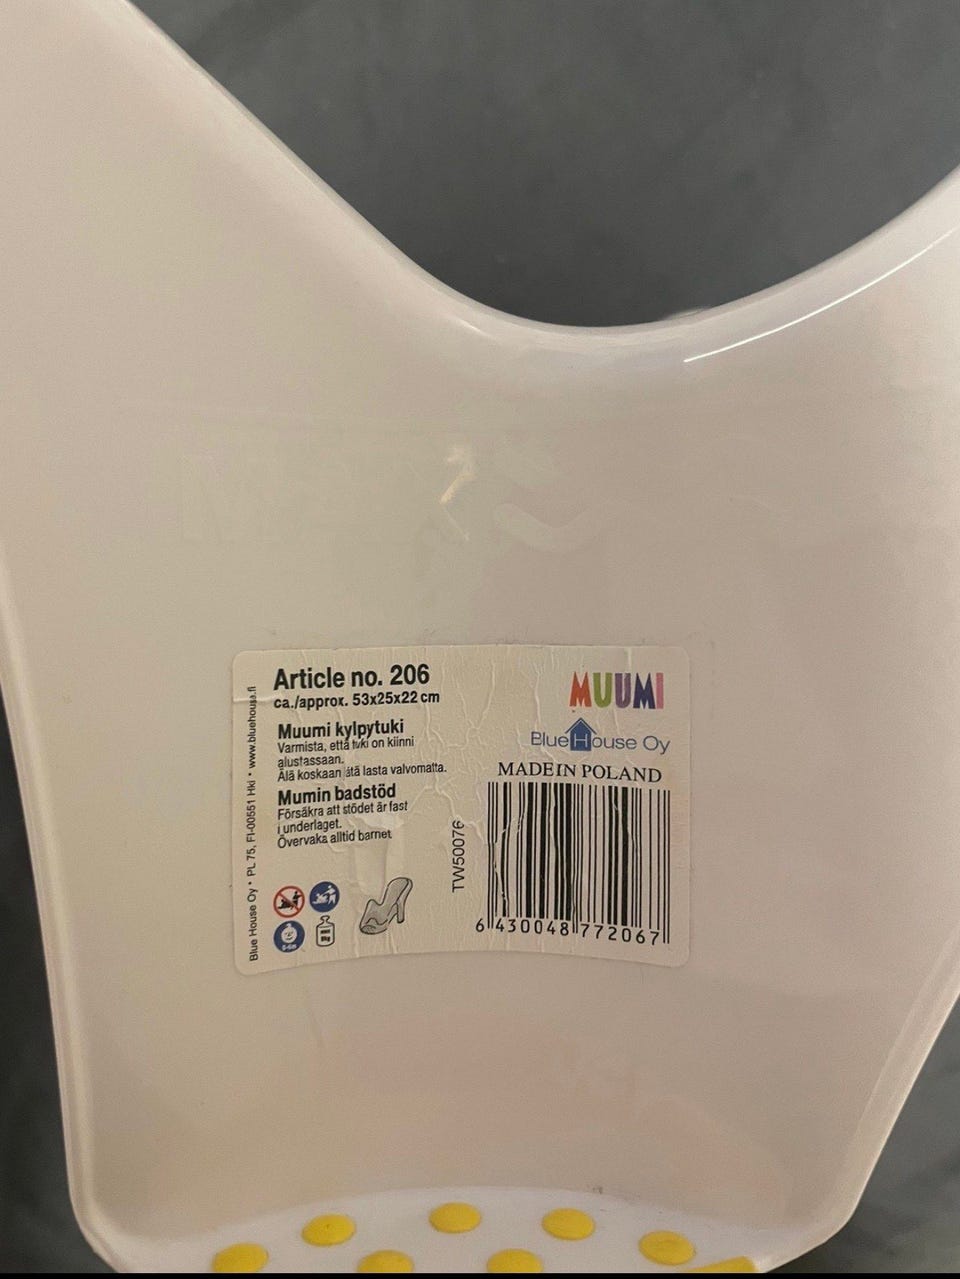 Article no. 206
ca./approx. 53x25x22 cm
Muumi kylpytuki
Varmista, että tuki on kiinni
alustassaan.
Älä koskaan jätä lasta valvomatta.
Mumin badstöd
Försäkra att stödet är fast
i underlaget.
Övervaka alltid barnet
Blue House Oy • PL 75, FI-00551 Hki • www.bluehouse.fi
MUUMI
BlueHouse Oy
MADE IN POLAND
TW50076
6 430048 772067